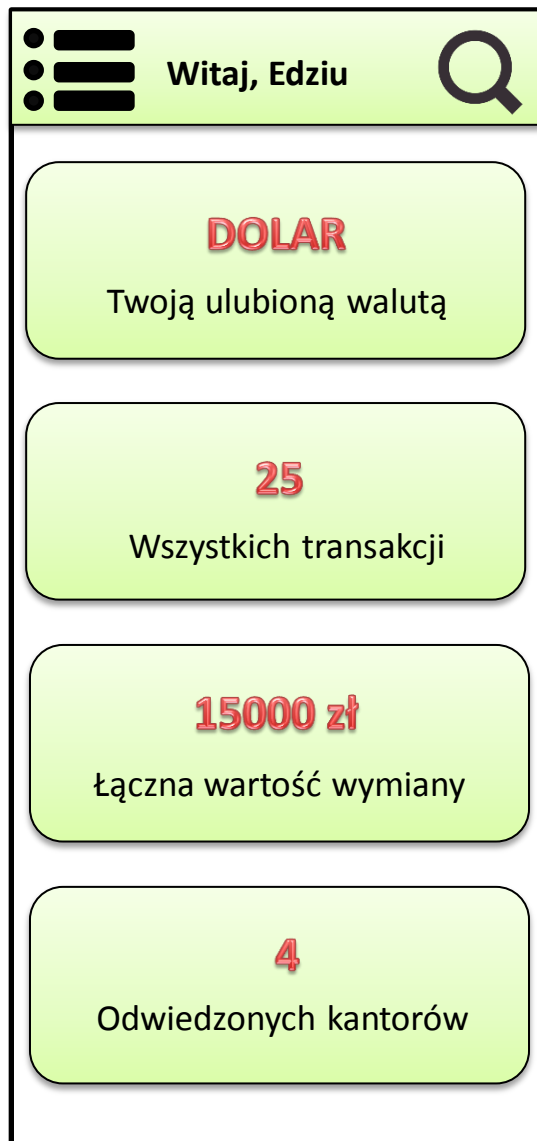 Witaj, Edziu
DOLAR
Twoją ulubioną walutą
25
Wszystkich transakcji
15000 zł
Łączna wartość wymiany
4
Odwiedzonych kantorów